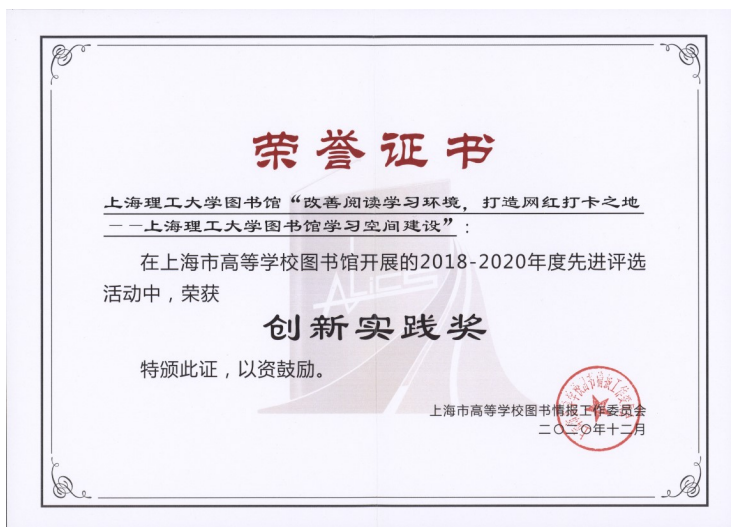 荣誉证书
上海理工大学图书馆“改善阅读学习环境，打造网红打卡之地
－－上海理工大学图书馆学习空间建设”：
在上海市高等学校图书馆开展的2018-2020年度先进评选
活动中，荣获
ALICS
创新实践奖
特颁此证，以资鼓励。
上海市高等学校图书情报工作委员会
二〇二〇年十二月